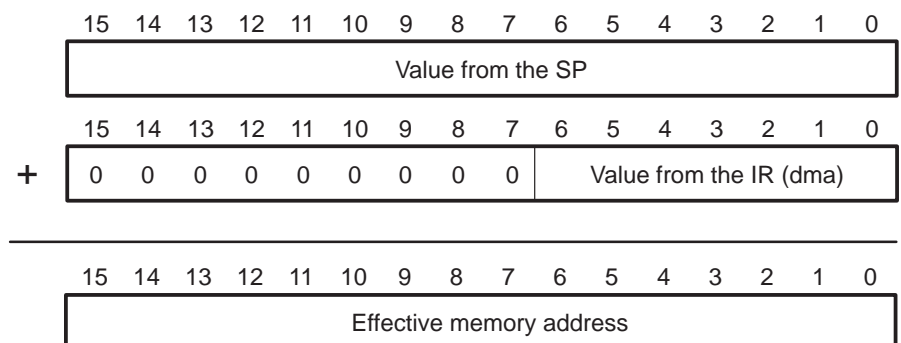 15 14 13 12 11 10 9 8 7 6 5 4 3 2 1 0
Value from the SP
15 14 13 12 11 10 9 8 7 6 5 4 3 2 1 0
+ 0 0 0 0 0 0 0 0 0 Value from the IR (dma)
15 14 13 12 11 10 9 8 7 6 5 4 3 2 1 0
Effective memory address